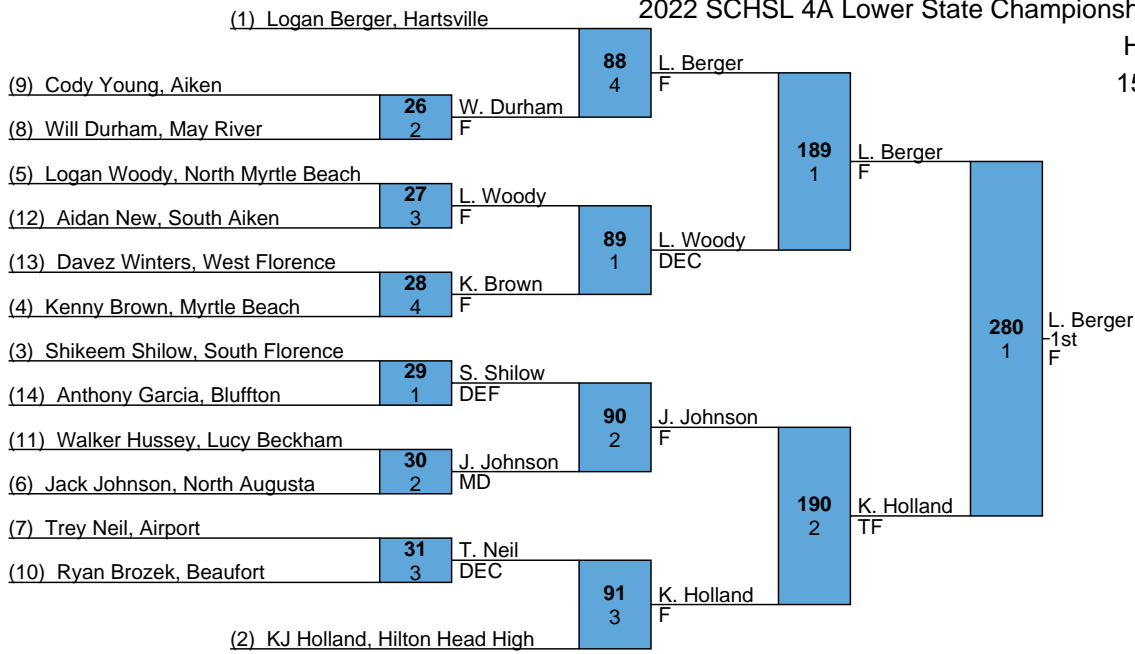 2022 SCHSL 4A Lower State Championsh
H
15
(1) Logan Berger, Hartsville
(9) Cody Young, Aiken
(8) Will Durham, May River
(5) Logan Woody, North Myrtle Beach
(12) Aidan New, South Aiken
(13) Davez Winters, West Florence
(4) Kenny Brown, Myrtle Beach
(3) Shikeem Shilow, South Florence
(14) Anthony Garcia, Bluffton
(11) Walker Hussey, Lucy Beckham
(6) Jack Johnson, North Augusta
(7) Trey Neil, Airport
(10) Ryan Brozek, Beaufort
(2) KJ Holland, Hilton Head High
26
2
W. Durham
F
27
3
L. Woody
F
28
4
K. Brown
F
29
1
S. Shilow
DEF
30
2
J. Johnson
MD
31
3
T. Neil
DEC
88
4
L. Berger
F
89
1
L. Woody
DEC
90
2
J. Johnson
F
91
3
K. Holland
F
189
1
L. Berger
F
190
2
K. Holland
TF
280
1
L. Berger
1st
F